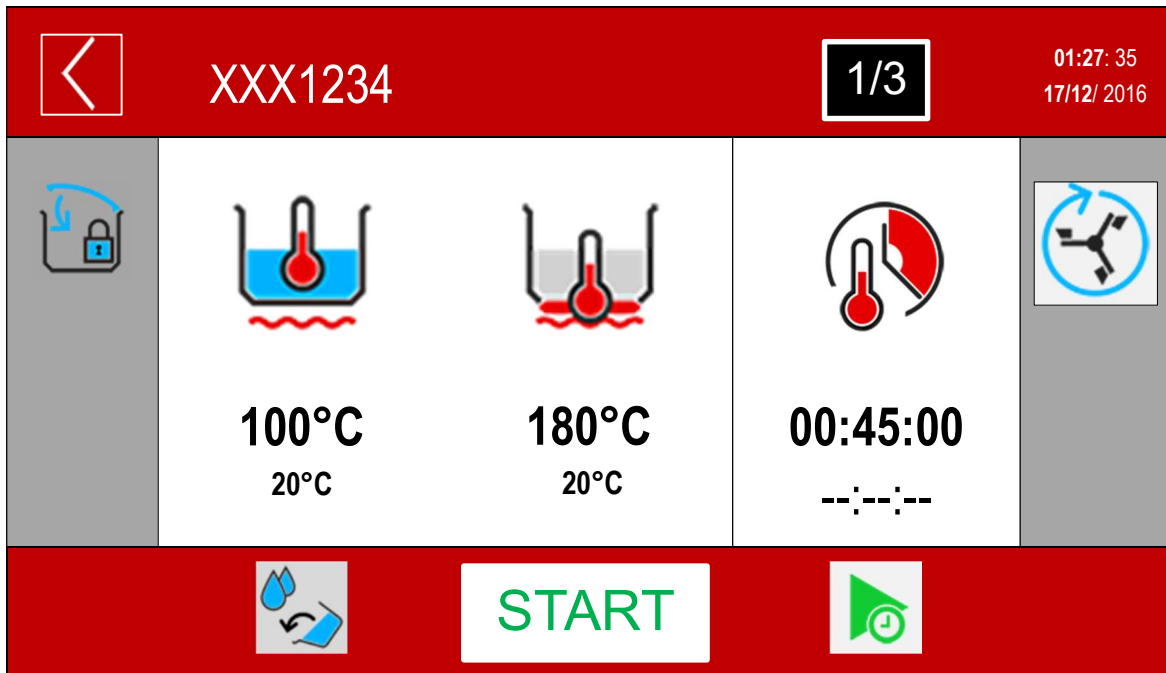 XXX1234
1/3
01:27: 35
17/12/ 2016
100°C
180°C
00:45:00
20°C
20°C
--:--:--
START